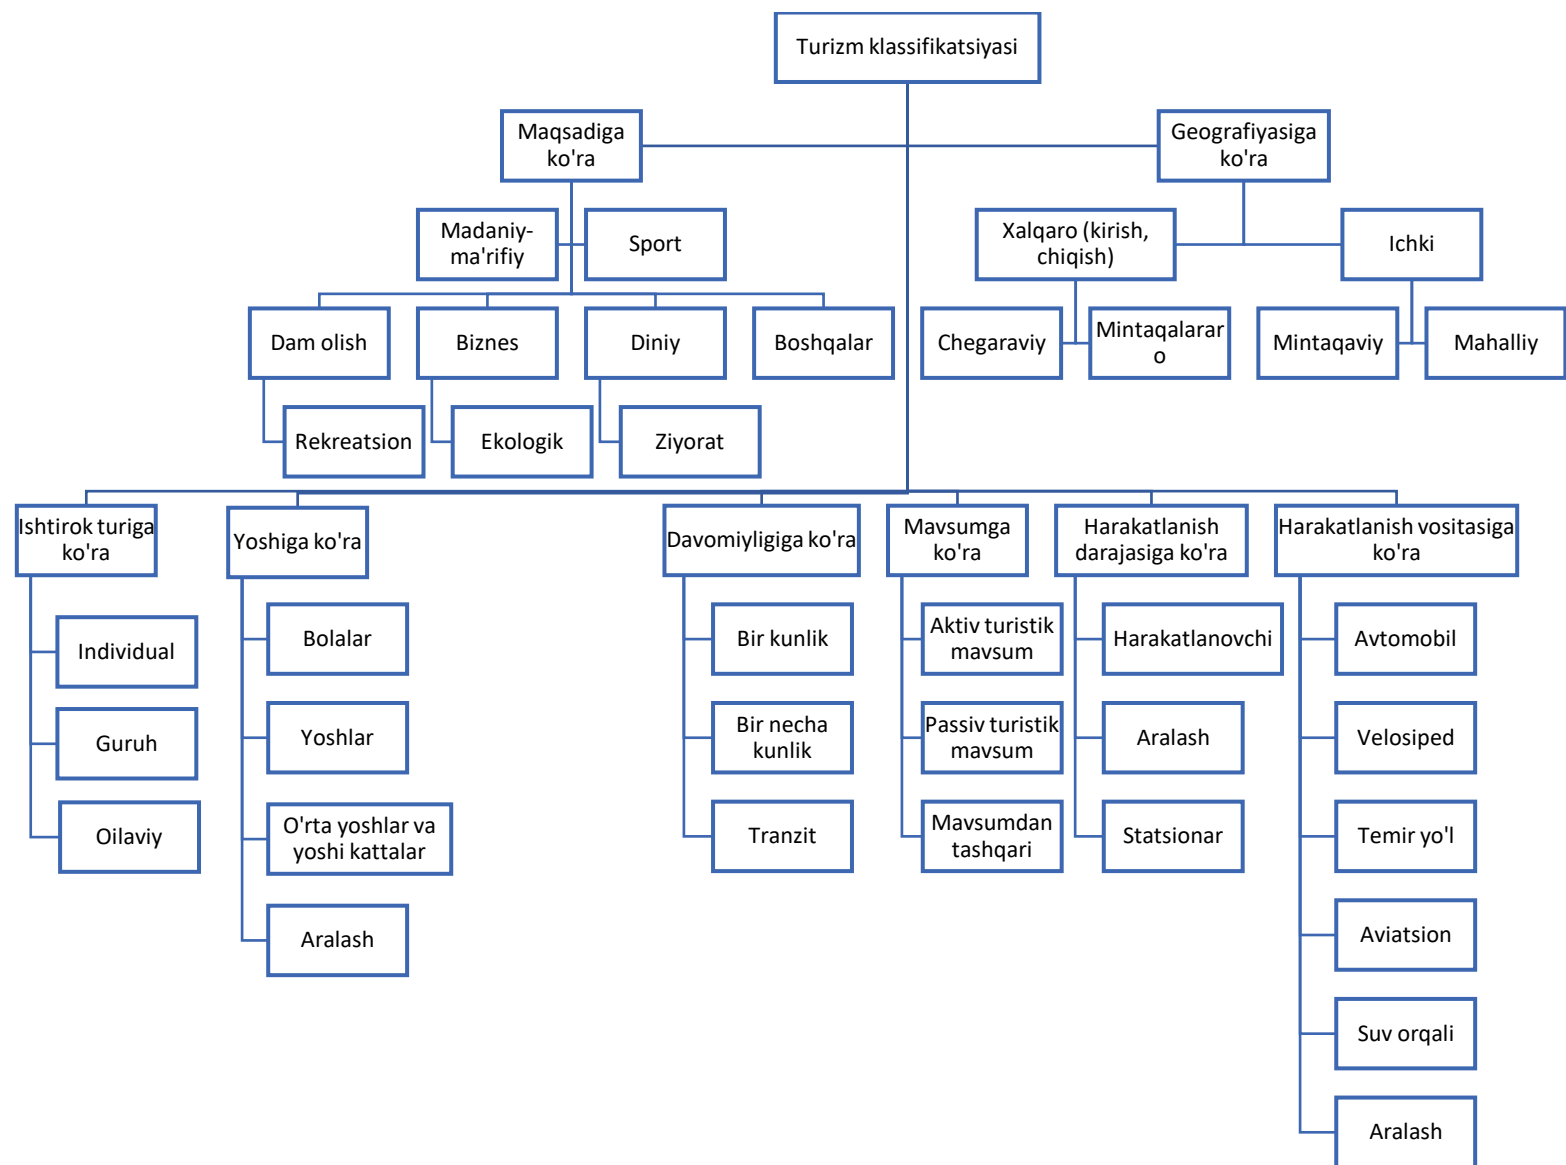 Turizm klassifikatsiyasi
Maqsadiga
ko'ra
Geografiyasiga
ko'ra
Madaniy-
ma'rifiy
Sport
Xalqaro (kirish,
chiqish)
Ichki
Dam olish
Biznes
Diniy
Boshqalar
Chegaraviy
Mintaqalarar
o
Mintaqaviy
Mahalliy
Rekreatsion
Ekologik
Ziyorat
Ishtirok turiga
ko'ra
Individual
Guruh
Oilaviy
Yoshiga ko'ra
Bolalar
Yoshlar
O'rta yoshlar va
yoshi kattalar
Aralash
Davomiyligiga ko'ra
Bir kunlik
Bir necha
kunlik
Tranzit
Mavsumga
ko'ra
Aktiv turistik
mavsum
Passiv turistik
mavsum
Mavsumdan
tashqari
Harakatlanish
darajasiga ko'ra
Harakatlanovchi
Aralash
Statsionar
Harakatlanish vositasiga
ko'ra
Avtomobil
Velosiped
Temir yo'l
Aviatsion
Suv orqali
Aralash